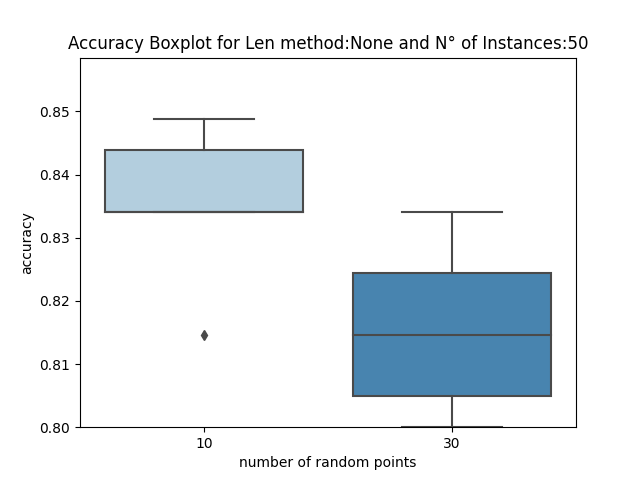 Accuracy Boxplot for Len method:None and N° of Instances:50
accuracy
0.85
0.84
0.83
0.82
0.81
0.80
10 30
number of random points